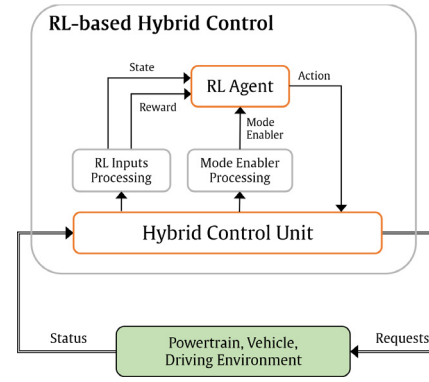 RL-based Hybrid Control
State
RL Agent
Action
Reward
Mode
Enabler
RL Inputs
Processing
Mode Enabler
Processing
Hybrid Control Unit
Status
Powertrain, Vehicle,
Driving Environment
Requests